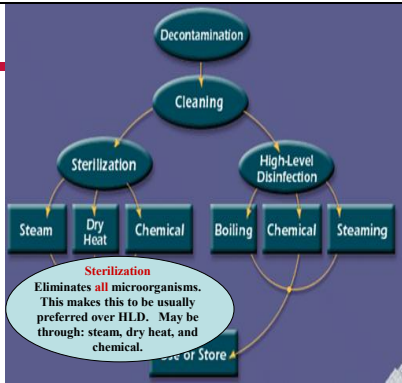 Decontamination
Cleaning
Sterilization
High-Level
Disinfection
Steam
Dry
Heat
Chemical
Boiling
Chemical
Steaming
Sterilization
Eliminates all microorganisms.
This makes this to be usually
preferred over HLD. May be
through: steam, dry heat, and
chemical.
or Store